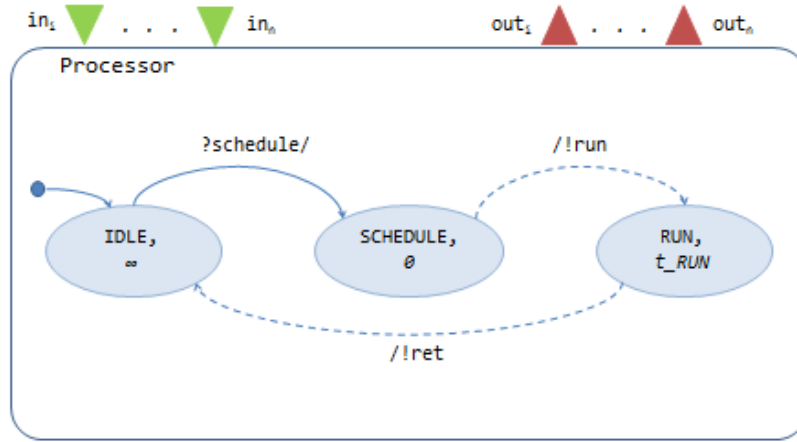 in₁ . . . inₙ out₁ . . . outₙ
Processor
?schedule/ /!run
IDLE, SCHEDULE, RUN,
∞ 0 t_RUN
/!ret